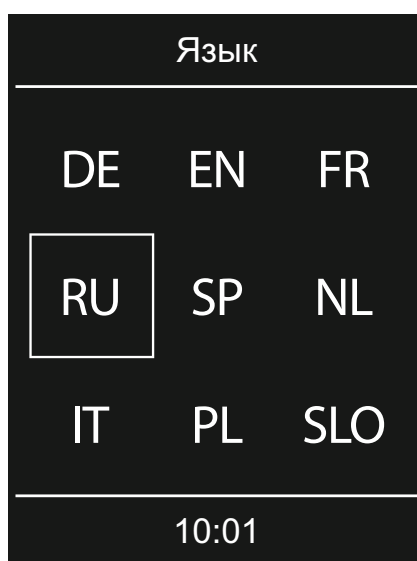 Язык
DE EN FR
RU SP NL
IT PL SLO
10:01